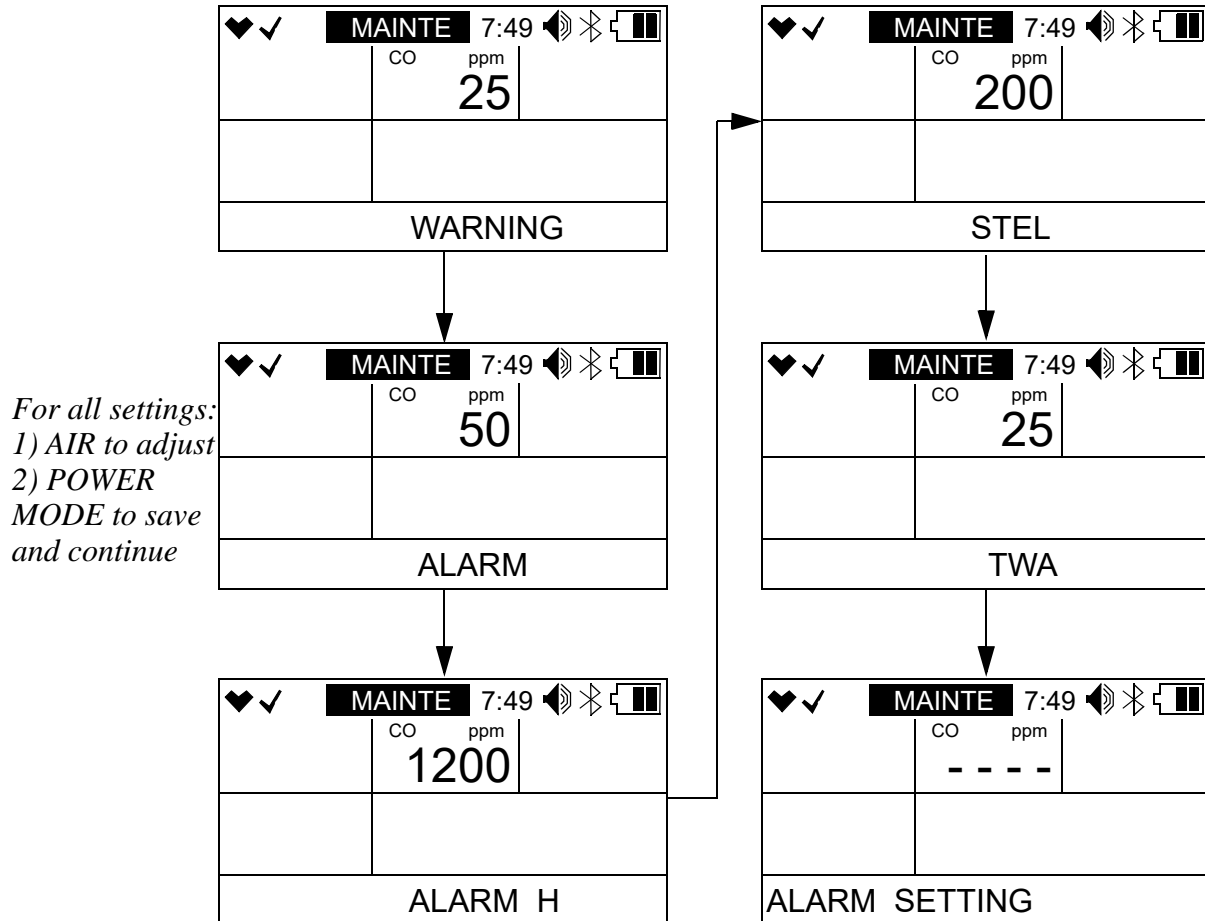 MAINTE 7:49
CO ppm
25
WARNING
For all settings:
1) AIR to adjust
2) POWER
MODE to save
and continue
MAINTE 7:49
CO ppm
50
ALARM
MAINTE 7:49
CO ppm
1200
ALARM H
MAINTE 7:49
CO ppm
200
STEL
MAINTE 7:49
CO ppm
25
TWA
MAINTE 7:49
CO ppm
- - - -
ALARM SETTING